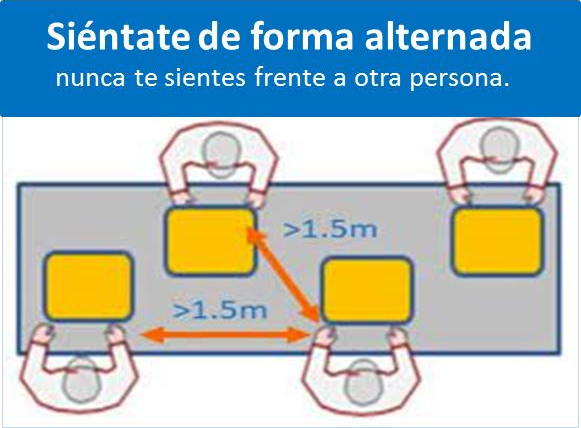 Siéntate de forma alternada
nunca te sientes frente a otra persona.
>1.5m
>1.5m